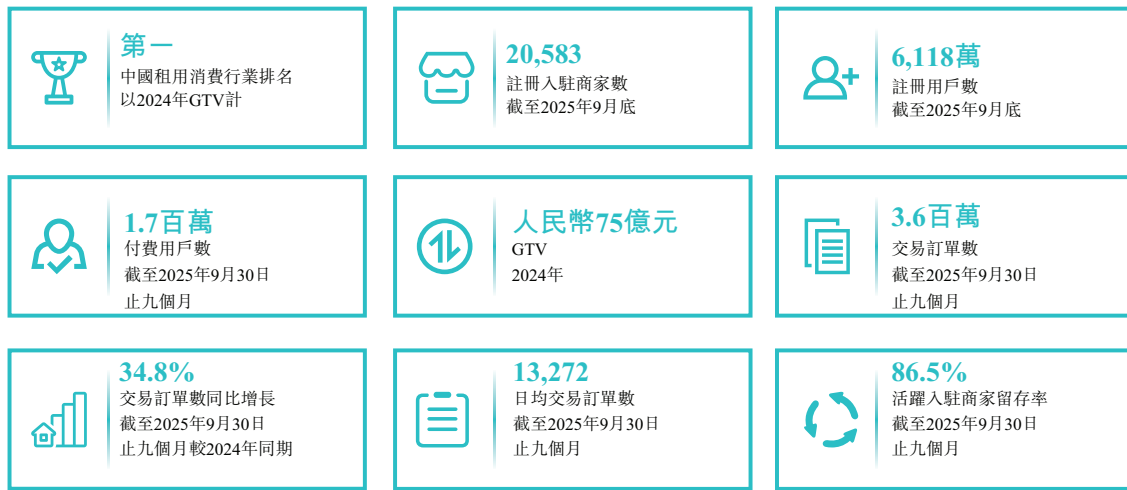 第一
中國租用消費行業排名
以2024年GTV計
20,583
註冊入駐商家數
截至2025年9月底
6,118萬
註冊用戶數
截至2025年9月底
1.7百萬
付費用戶數
截至2025年9月30日
止九個月
人民幣75億元
GTV
2024年
3.6百萬
交易訂單數
截至2025年9月30日
止九個月
34.8%
交易訂單數同比增長
截至2025年9月30日
止九個月較2024年同期
13,272
日均交易訂單數
截至2025年9月30日
止九個月
86.5%
活躍入駐商家留存率
截至2025年9月30日
止九個月